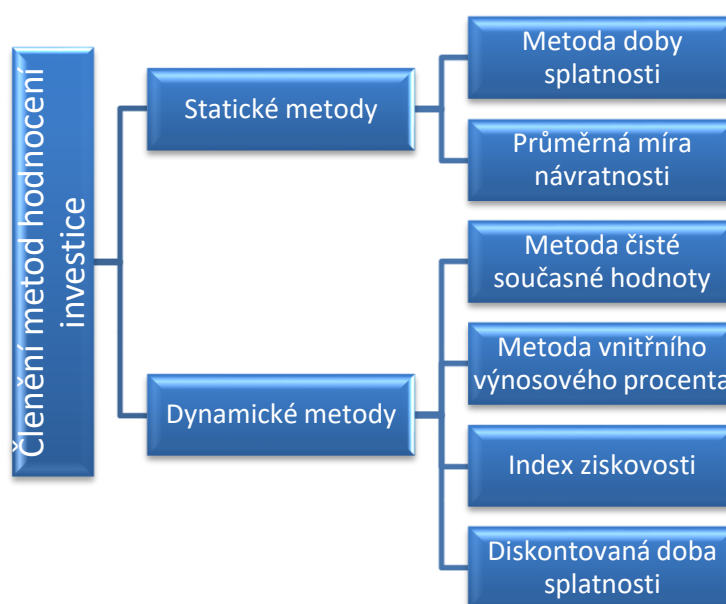 Členění metod hodnocení
investice
Statické metody
Metoda doby
splatnosti
Průměrná míra
návratnosti
Dynamické metody
Metoda čisté
současné hodnoty
Metoda vnitřního
výnosového procenta
Index ziskovosti
Diskontovaná doba
splatnosti